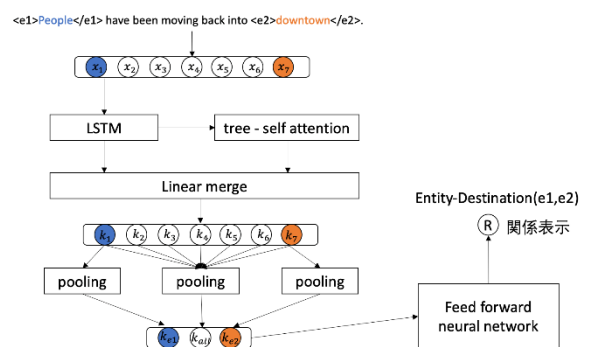 <e1>People</e1> have been moving back into <e2>downtown</e2>.
x1 x2 x3 x4 x5 x6 x7
LSTM
tree - self attention
Linear merge
Entity-Destination(e1,e2)
R 関係表示
k1 k2 k3 k4 k5 k6 k7
pooling pooling pooling
Feed forward
neural network
ke1 kall ke2